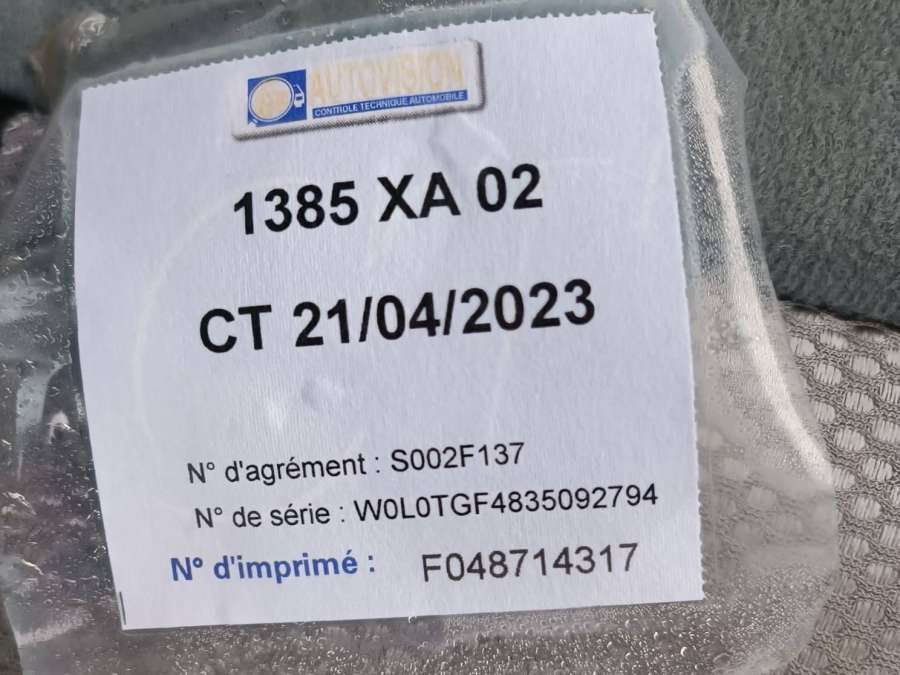 AUTOVISION
CONTROLE TECHNIQUE AUTOMOBILE
1385 XA 02
CT 21/04/2023
N° d'agrément : S002F137
N° de série : W0L0TGF4835092794
N° d'imprimé : F048714317